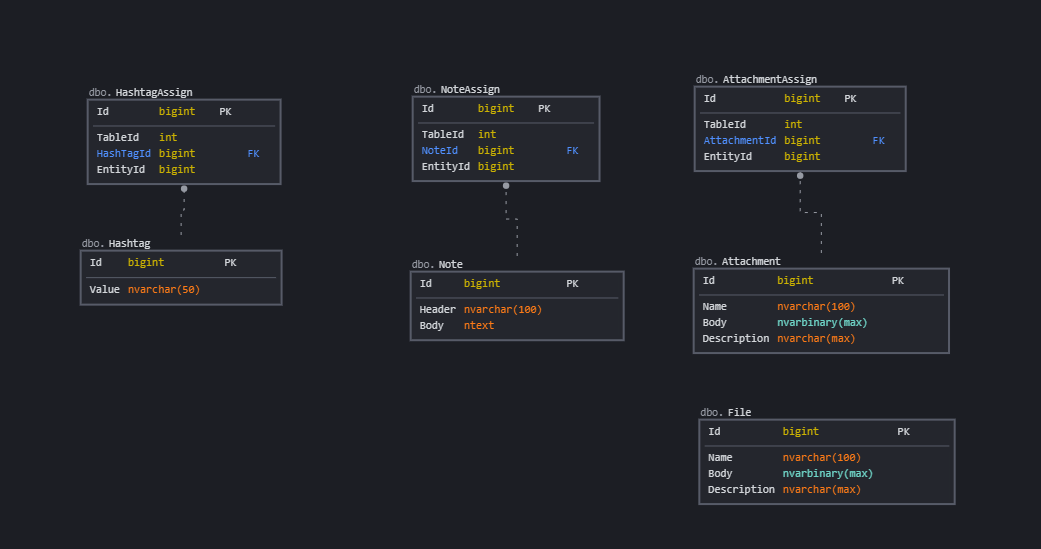 dbo. HashtagAssign
Id bigint PK
TableId int
HashTagId bigint FK
EntityId bigint
dbo. Hashtag
Id bigint PK
Value nvarchar(50)
dbo. NoteAssign
Id bigint PK
TableId int
NoteId bigint FK
EntityId bigint
dbo. Note
Id bigint PK
Header nvarchar(100)
Body ntext
dbo. AttachmentAssign
Id bigint PK
TableId int
AttachmentId bigint FK
EntityId bigint
dbo. Attachment
Id bigint PK
Name nvarchar(100)
Body nvarbinary(max)
Description nvarchar(max)
dbo. File
Id bigint PK
Name nvarchar(100)
Body nvarbinary(max)
Description nvarchar(max)